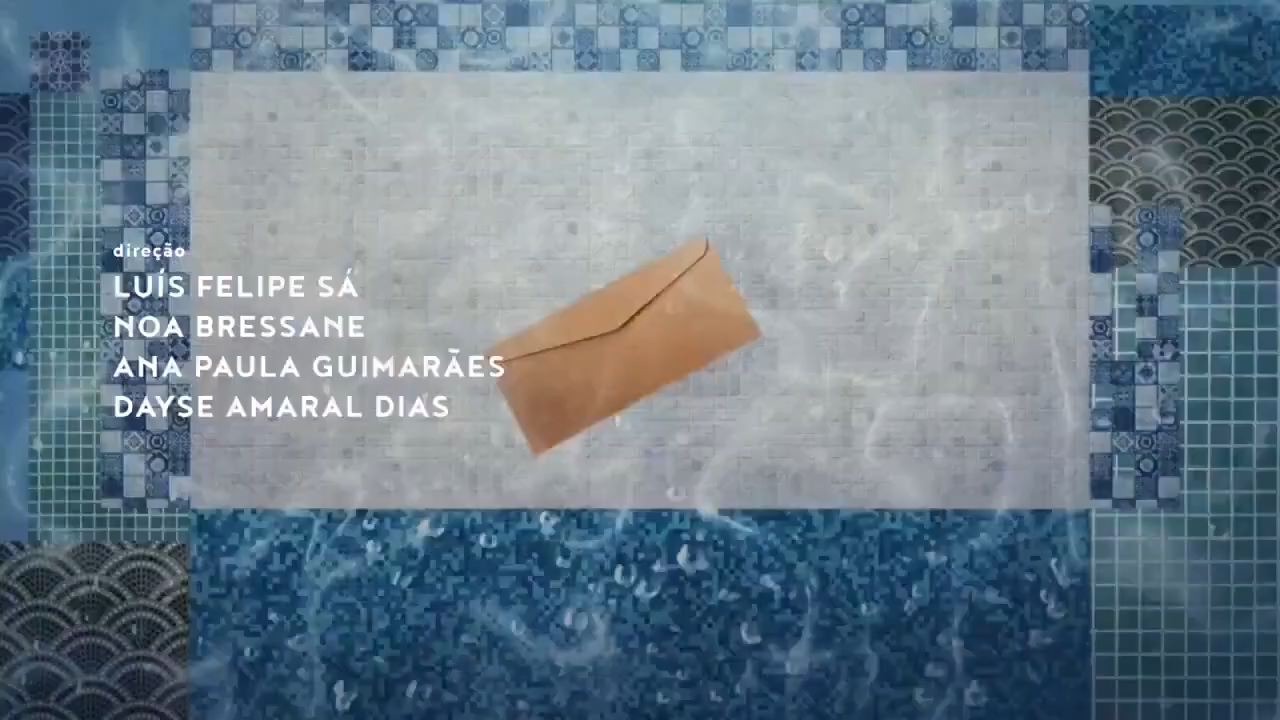 direção
LUÍS FELIPE SÁ
NOA BRESSANE
ANA PAULA GUIMARÃES
DAYSE AMARAL DIAS